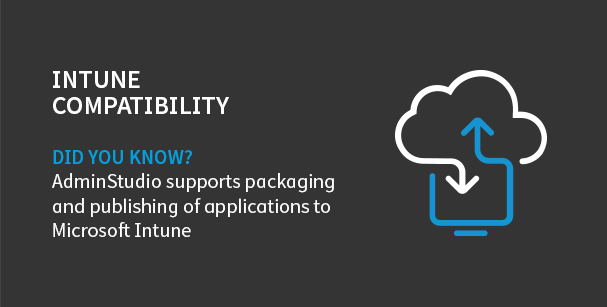 INTUNE
COMPATIBILITY
DID YOU KNOW?
AdminStudio supports packaging
and publishing of applications to
Microsoft Intune